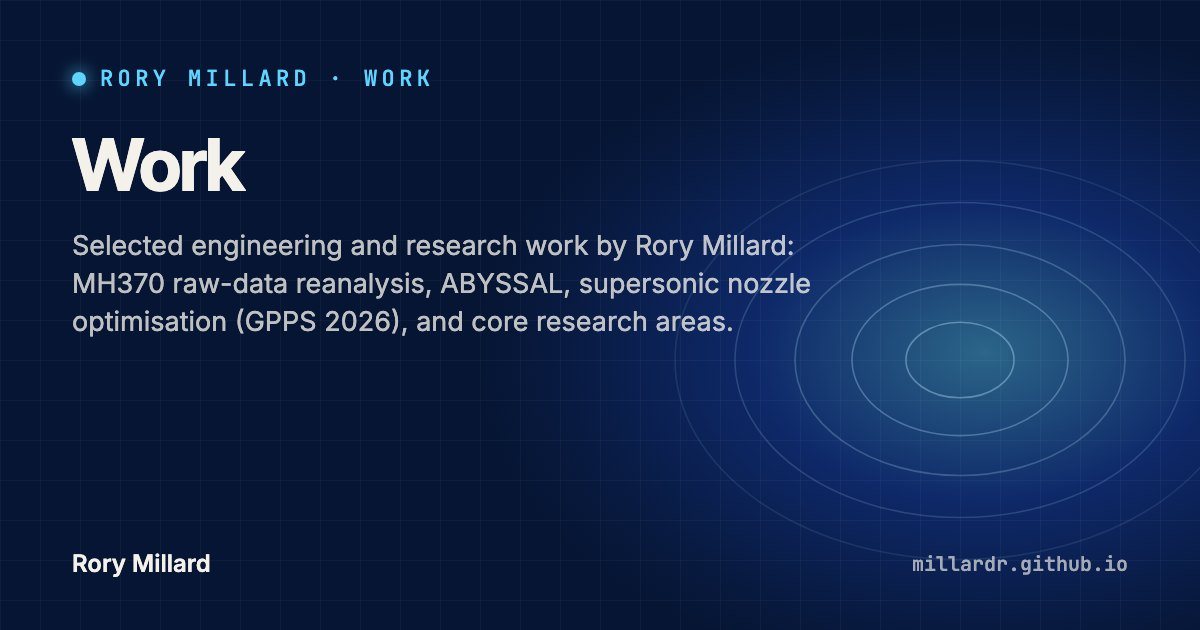 RORY MILLARD · WORK
Work
Selected engineering and research work by Rory Millard:
MH370 raw-data reanalysis, ABYSSAL, supersonic nozzle
optimisation (GPPS 2026), and core research areas.
Rory Millard
millardr.github.io